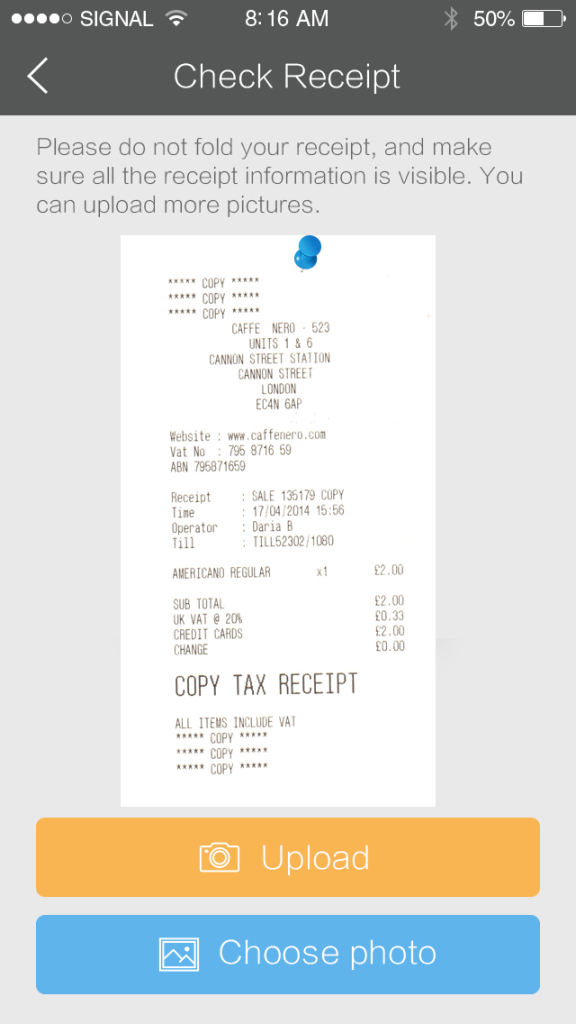 SIGNAL 8:16 AM 50%
Check Receipt
Please do not fold your receipt, and make
sure all the receipt information is visible. You
can upload more pictures.
***** COPY *****
***** COPY *****
***** COPY *****
CAFFE NERO - 523
UNITS 1 & 6
CANNON STREET STATION
CANNON STREET
LONDON
EC4N 6AP
Website : www.caffenero.com
Vat No : 795 8716 59
ABN 795871659
Receipt : SALE 135179 COPY
Time : 17/04/2014 15:56
Operator : Daria B
Till : TILL52302/1080
AMERICANO REGULAR x1 £2.00
SUB TOTAL £2.00
UK VAT @ 20% £0.33
CREDIT CARDS £2.00
CHANGE £0.00
COPY TAX RECEIPT
ALL ITEMS INCLUDE VAT
***** COPY *****
***** COPY *****
***** COPY *****
Upload
Choose photo